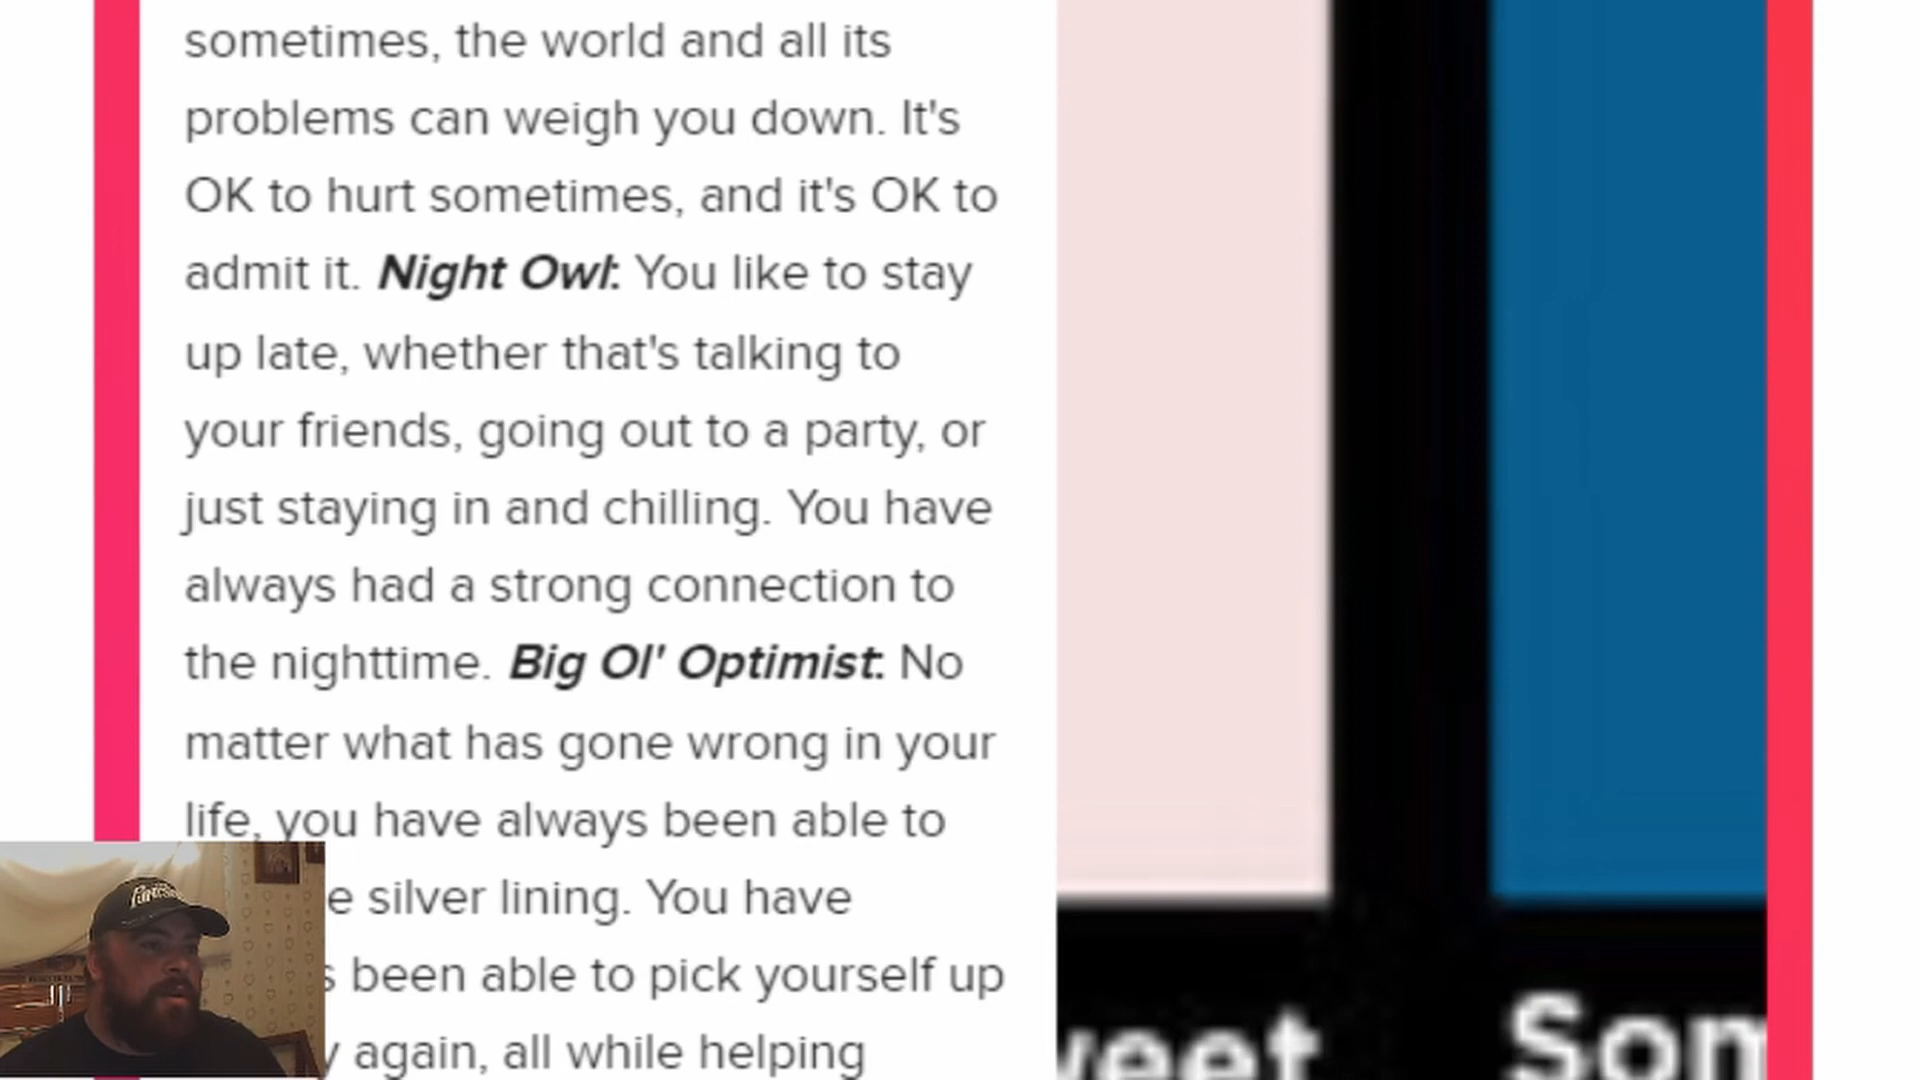 sometimes, the world and all its
problems can weigh you down. It's
OK to hurt sometimes, and it's OK to
admit it. Night Owl: You like to stay
up late, whether that's talking to
your friends, going out to a party, or
just staying in and chilling. You have
always had a strong connection to
the nighttime. Big Ol' Optimist: No
matter what has gone wrong in your
life, you have always been able to
e silver lining. You have
s been able to pick yourself up
y again, all while helping
weet
Som